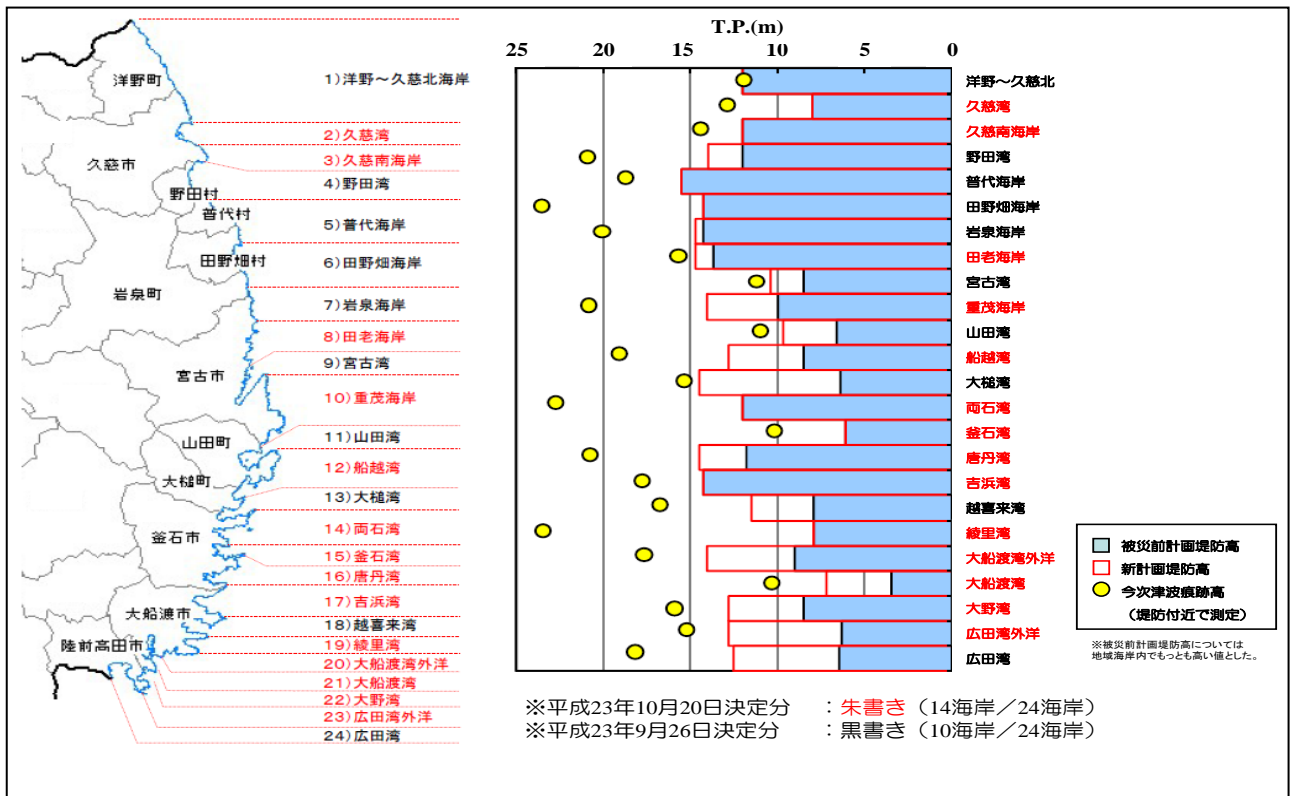 洋野町
久慈市
野田村
普代村
田野畑村
岩泉町
宮古市
山田町
大槌町
釜石市
大船渡市
陸前高田市
1)洋野～久慈北海岸
2)久慈湾
3)久慈南海岸
4)野田湾
5)普代海岸
6)田野畑海岸
7)岩泉海岸
8)田老海岸
9)宮古湾
10)重茂海岸
11)山田湾
12)船越湾
13)大槌湾
14)両石湾
15)釜石湾
16)唐丹湾
17)吉浜湾
18)越喜来湾
19)綾里湾
20)大船渡湾外洋
21)大船渡湾
22)大野湾
23)広田湾外洋
24)広田湾
T.P.(m)
25 20 15 10 5 0
洋野～久慈北
久慈湾
久慈南海岸
野田湾
普代海岸
田野畑海岸
岩泉海岸
田老海岸
宮古湾
重茂海岸
山田湾
船越湾
大槌湾
両石湾
釜石湾
唐丹湾
吉浜湾
越喜来湾
綾里湾
大船渡湾外洋
大船渡湾
大野湾
広田湾外洋
広田湾
被災前計画堤防高
新計画堤防高
今次津波痕跡高
(堤防付近で測定)
※被災前計画堤防高については
地域海岸内でもっとも高い値とした。
※平成23年10月20日決定分 ：朱書き（14海岸／24海岸）
※平成23年9月26日決定分 ：黒書き（10海岸／24海岸）